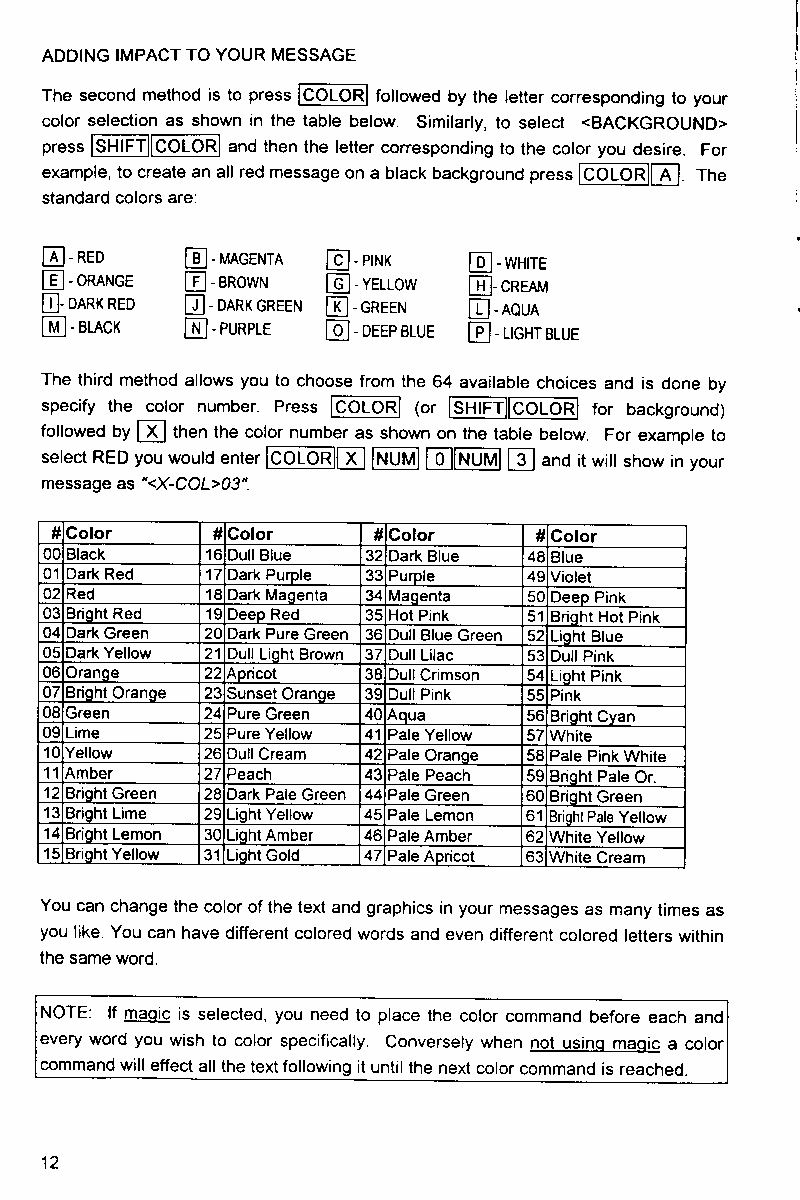 ADDING IMPACT TO YOUR MESSAGE
The second method is to press COLOR followed by the letter corresponding to your
color selection as shown in the table below. Similarly, to select <BACKGROUND>
press SHIFT COLOR and then the letter corresponding to the color you desire. For
example, to create an all red message on a black background press COLOR A . The
standard colors are:
A - RED B - MAGENTA C - PINK D - WHITE
E - ORANGE F - BROWN G - YELLOW H - CREAM
I - DARK RED J - DARK GREEN K - GREEN L - AQUA
M - BLACK N - PURPLE O - DEEP BLUE P - LIGHT BLUE
The third method allows you to choose from the 64 available choices and is done by
specify the color number. Press COLOR (or SHIFT COLOR for background)
followed by X then the color number as shown on the table below. For example to
select RED you would enter COLOR X NUM 0 NUM 3 and it will show in your
message as "<X-COL>03".
# Color # Color # Color # Color
00 Black 16 Dull Blue 32 Dark Blue 48 Blue
01 Dark Red 17 Dark Purple 33 Purple 49 Violet
02 Red 18 Dark Magenta 34 Magenta 50 Deep Pink
03 Bright Red 19 Deep Red 35 Hot Pink 51 Bright Hot Pink
04 Dark Green 20 Dark Pure Green 36 Dull Blue Green 52 Light Blue
05 Dark Yellow 21 Dull Light Brown 37 Dull Lilac 53 Dull Pink
06 Orange 22 Apricot 38 Dull Crimson 54 Light Pink
07 Bright Orange 23 Sunset Orange 39 Dull Pink 55 Pink
08 Green 24 Pure Green 40 Aqua 56 Bright Cyan
09 Lime 25 Pure Yellow 41 Pale Yellow 57 White
10 Yellow 26 Dull Cream 42 Pale Orange 58 Pale Pink White
11 Amber 27 Peach 43 Pale Peach 59 Bright Pale Or.
12 Bright Green 28 Dark Pale Green 44 Pale Green 60 Bright Green
13 Bright Lime 29 Light Yellow 45 Pale Lemon 61 Bright Pale Yellow
14 Bright Lemon 30 Light Amber 46 Pale Amber 62 White Yellow
15 Bright Yellow 31 Light Gold 47 Pale Apricot 63 White Cream
You can change the color of the text and graphics in your messages as many times as
you like. You can have different colored words and even different colored letters within
the same word.
NOTE: If magic is selected, you need to place the color command before each and
every word you wish to color specifically. Conversely when not using magic a color
command will effect all the text following it until the next color command is reached.
12